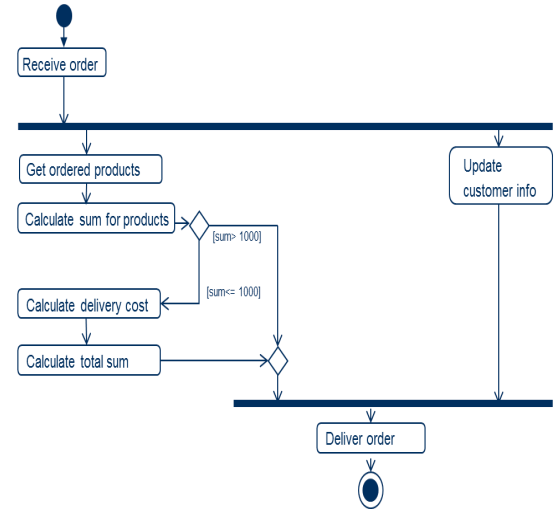 Receive order
Get ordered products
Update
customer info
Calculate sum for products
[sum> 1000]
[sum<= 1000]
Calculate delivery cost
Calculate total sum
Deliver order